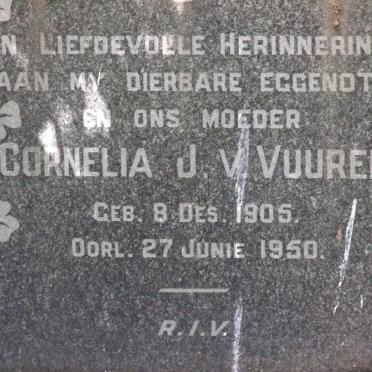 N LIEFDEVOLLE HERINNERIN
AAN MY DIERBARE EGGENOT
EN ONS MOEDER
CORNELIA J. V. VUURE
GEB. 8 DES. 1905.
OORL. 27 JUNIE 1950.
R.I.V.